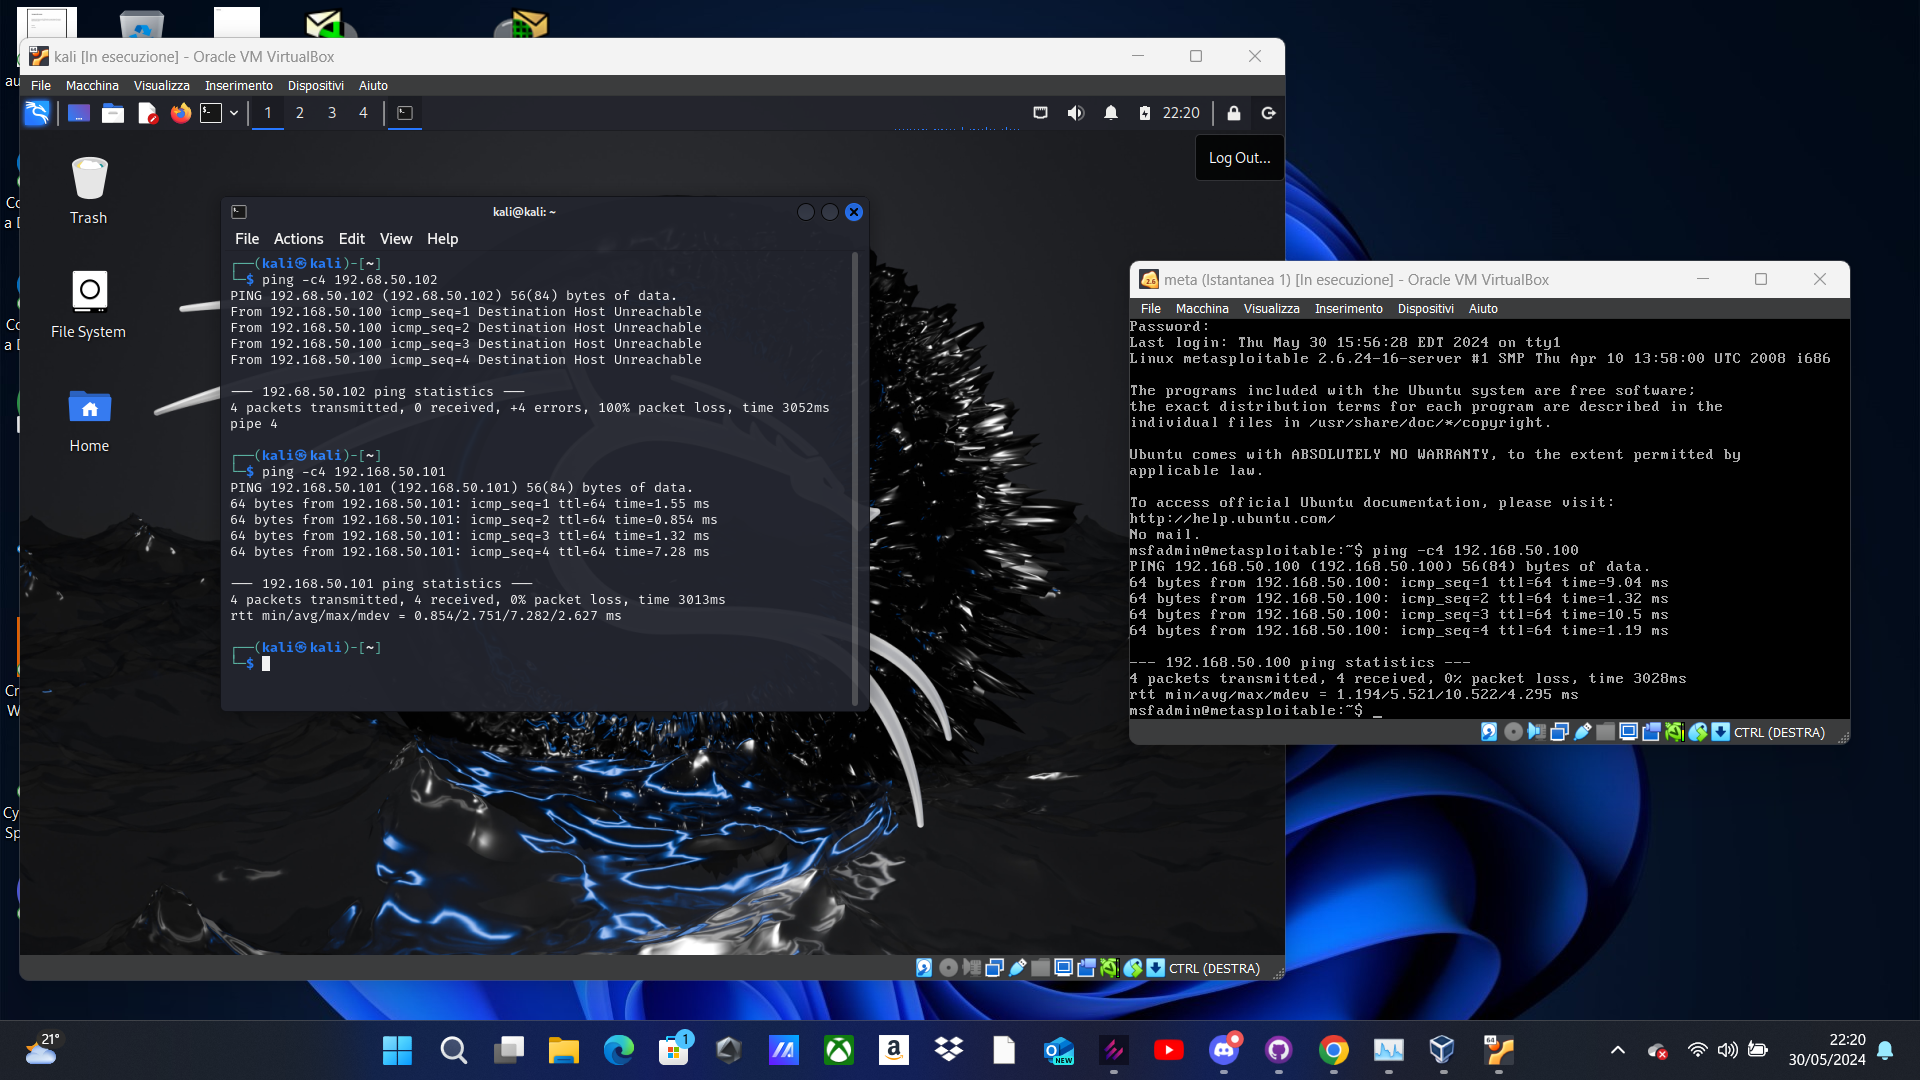 kali [In esecuzione] - Oracle VM VirtualBox
File Macchina Visualizza Inserimento Dispositivi Aiuto
1 2 3 4 22:20
Log Out...
Trash
File System
Home
kali@kali: ~
File Actions Edit View Help
┌──(kali㉿kali)-[~]
└─$ ping -c4 192.68.50.102
PING 192.68.50.102 (192.68.50.102) 56(84) bytes of data.
From 192.168.50.100 icmp_seq=1 Destination Host Unreachable
From 192.168.50.100 icmp_seq=2 Destination Host Unreachable
From 192.168.50.100 icmp_seq=3 Destination Host Unreachable
From 192.168.50.100 icmp_seq=4 Destination Host Unreachable
--- 192.68.50.102 ping statistics ---
4 packets transmitted, 0 received, +4 errors, 100% packet loss, time 3052ms
pipe 4
┌──(kali㉿kali)-[~]
└─$ ping -c4 192.168.50.101
PING 192.168.50.101 (192.168.50.101) 56(84) bytes of data.
64 bytes from 192.168.50.101: icmp_seq=1 ttl=64 time=1.55 ms
64 bytes from 192.168.50.101: icmp_seq=2 ttl=64 time=0.854 ms
64 bytes from 192.168.50.101: icmp_seq=3 ttl=64 time=1.32 ms
64 bytes from 192.168.50.101: icmp_seq=4 ttl=64 time=7.28 ms
--- 192.168.50.101 ping statistics ---
4 packets transmitted, 4 received, 0% packet loss, time 3013ms
rtt min/avg/max/mdev = 0.854/2.751/7.282/2.627 ms
┌──(kali㉿kali)-[~]
└─$
CTRL (DESTRA)
meta (Istantanea 1) [In esecuzione] - Oracle VM VirtualBox
File Macchina Visualizza Inserimento Dispositivi Aiuto
Password:
Last login: Thu May 30 15:56:28 EDT 2024 on tty1
Linux metasploitable 2.6.24-16-server #1 SMP Thu Apr 10 13:58:00 UTC 2008 i686
The programs included with the Ubuntu system are free software;
the exact distribution terms for each program are described in the
individual files in /usr/share/doc/*/copyright.
Ubuntu comes with ABSOLUTELY NO WARRANTY, to the extent permitted by
applicable law.
To access official Ubuntu documentation, please visit:
http://help.ubuntu.com/
No mail.
msfadmin@metasploitable:~$ ping -c4 192.168.50.100
PING 192.168.50.100 (192.168.50.100) 56(84) bytes of data.
64 bytes from 192.168.50.100: icmp_seq=1 ttl=64 time=9.04 ms
64 bytes from 192.168.50.100: icmp_seq=2 ttl=64 time=1.32 ms
64 bytes from 192.168.50.100: icmp_seq=3 ttl=64 time=10.5 ms
64 bytes from 192.168.50.100: icmp_seq=4 ttl=64 time=1.19 ms
--- 192.168.50.100 ping statistics ---
4 packets transmitted, 4 received, 0% packet loss, time 3028ms
rtt min/avg/max/mdev = 1.194/5.521/10.522/4.295 ms
msfadmin@metasploitable:~$ _
CTRL (DESTRA)
21°
1
NEW
64
22:20
30/05/2024